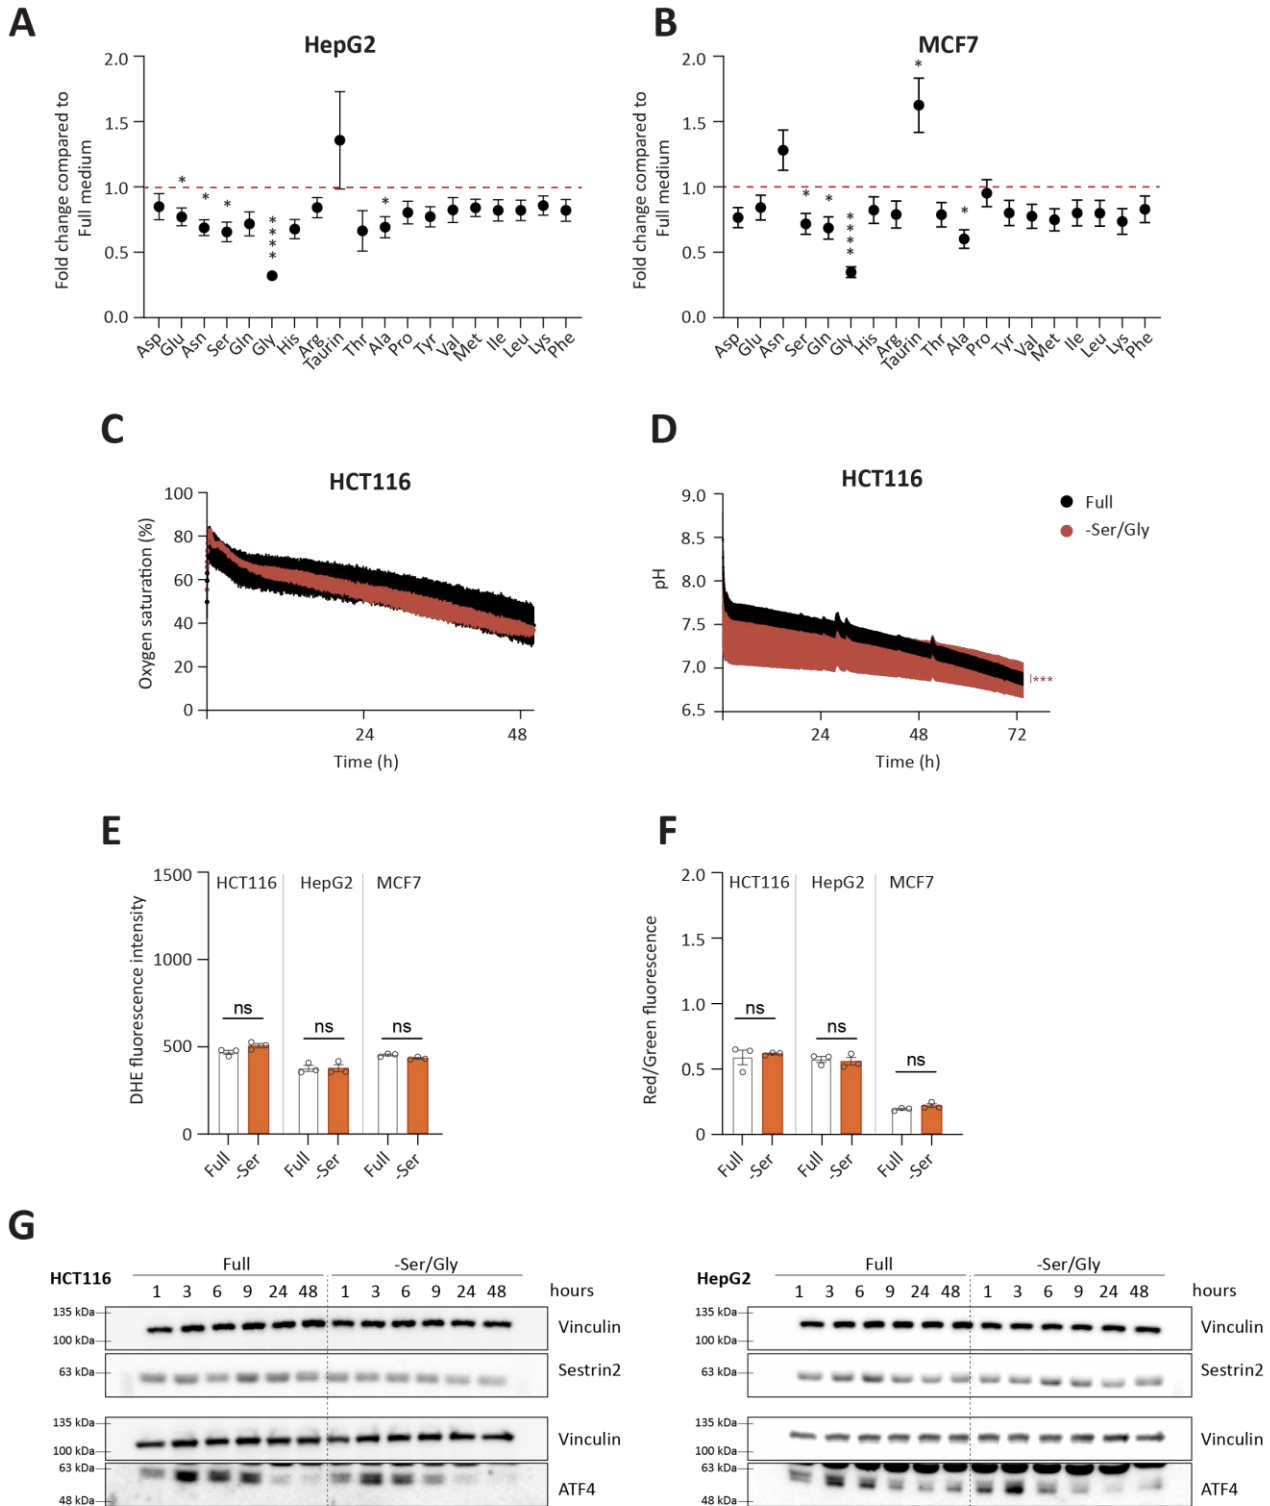 A
HepG2
Fold change compared to
Full medium
2.0
1.5
1.0
0.5
0.0
*
*
*
****
*
Asp Glu Asn Ser Gln Gly His Arg Taurin Thr Ala Pro Tyr Val Met Ile Leu Lys Phe
B
MCF7
Fold change compared to
Full medium
2.0
1.5
1.0
0.5
0.0
*
*
****
*
*
Asp Glu Asn Ser Gln Gly His Arg Taurin Thr Ala Pro Tyr Val Met Ile Leu Lys Phe
C
HCT116
Oxygen saturation (%)
100
80
60
40
20
0
24 48
Time (h)
D
HCT116
pH
9.0
8.5
8.0
7.5
7.0
6.5
24 48 72
Time (h)
***
Full
-Ser/Gly
E
DHE fluorescence intensity
1500
1000
500
0
HCT116 HepG2 MCF7
ns ns ns
Full -Ser Full -Ser Full -Ser
F
Red/Green fluorescence
2.0
1.5
1.0
0.5
0
HCT116 HepG2 MCF7
ns ns ns
Full -Ser Full -Ser Full -Ser
G
HCT116
Full -Ser/Gly
1 3 6 9 24 48 1 3 6 9 24 48 hours
135 kDa
100 kDa
Vinculin
63 kDa
Sestrin2
135 kDa
100 kDa
Vinculin
63 kDa
48 kDa
ATF4
HepG2
Full -Ser/Gly
1 3 6 9 24 48 1 3 6 9 24 48 hours
135 kDa
100 kDa
Vinculin
63 kDa
Sestrin2
135 kDa
100 kDa
Vinculin
63 kDa
48 kDa
ATF4